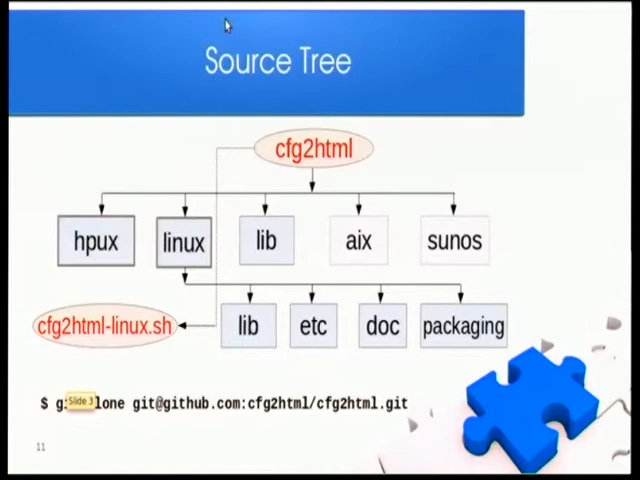 Source Tree
cfg2html
hpux linux lib aix sunos
cfg2html-linux.sh lib etc doc packaging
$ g Slide 3 lone git@github.com:cfg2html/cfg2html.git
11